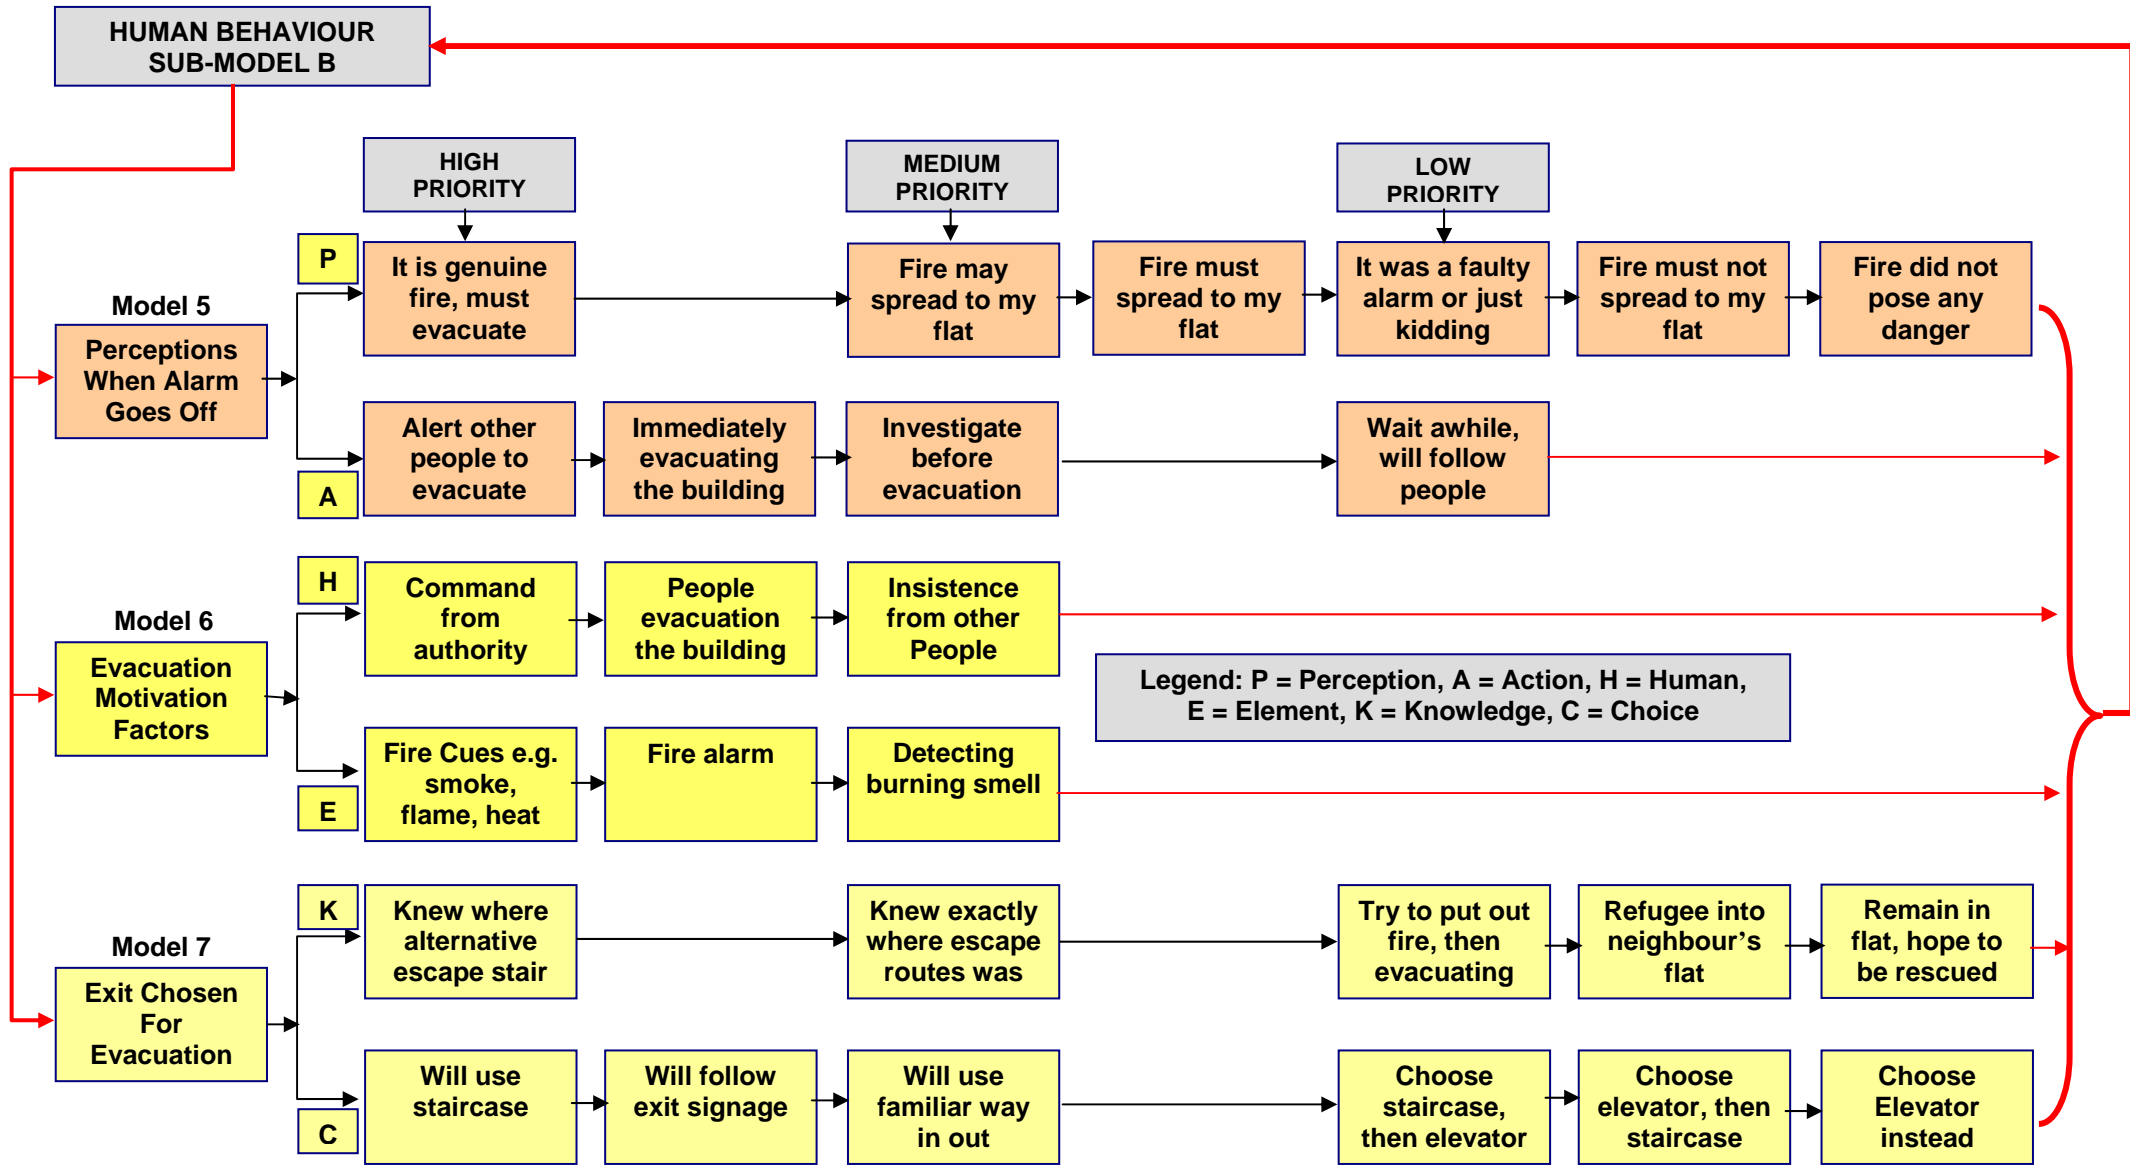 HUMAN BEHAVIOUR
SUB-MODEL B
HIGH
PRIORITY
MEDIUM
PRIORITY
LOW
PRIORITY
Model 5
Perceptions
When Alarm
Goes Off
P
It is genuine
fire, must
evacuate
Fire may
spread to my
flat
Fire must
spread to my
flat
It was a faulty
alarm or just
kidding
Fire must not
spread to my
flat
Fire did not
pose any
danger
A
Alert other
people to
evacuate
Immediately
evacuating
the building
Investigate
before
evacuation
Wait awhile,
will follow
people
Model 6
Evacuation
Motivation
Factors
H
Command
from
authority
People
evacuation
the building
Insistence
from other
People
Legend: P = Perception, A = Action, H = Human,
E = Element, K = Knowledge, C = Choice
E
Fire Cues e.g.
smoke,
flame, heat
Fire alarm
Detecting
burning smell
Model 7
Exit Chosen
For
Evacuation
K
Knew where
alternative
escape stair
Knew exactly
where escape
routes was
Try to put out
fire, then
evacuating
Refugee into
neighbour’s
flat
Remain in
flat, hope to
be rescued
C
Will use
staircase
Will follow
exit signage
Will use
familiar way
in out
Choose
staircase,
then elevator
Choose
elevator, then
staircase
Choose
Elevator
instead